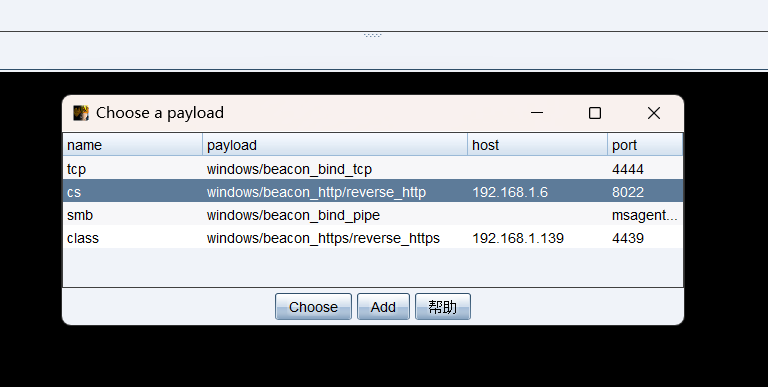 Choose a payload
name payload host port
tcp windows/beacon_bind_tcp 4444
cs windows/beacon_http/reverse_http 192.168.1.6 8022
smb windows/beacon_bind_pipe msagent...
class windows/beacon_https/reverse_https 192.168.1.139 4439
Choose Add 帮助